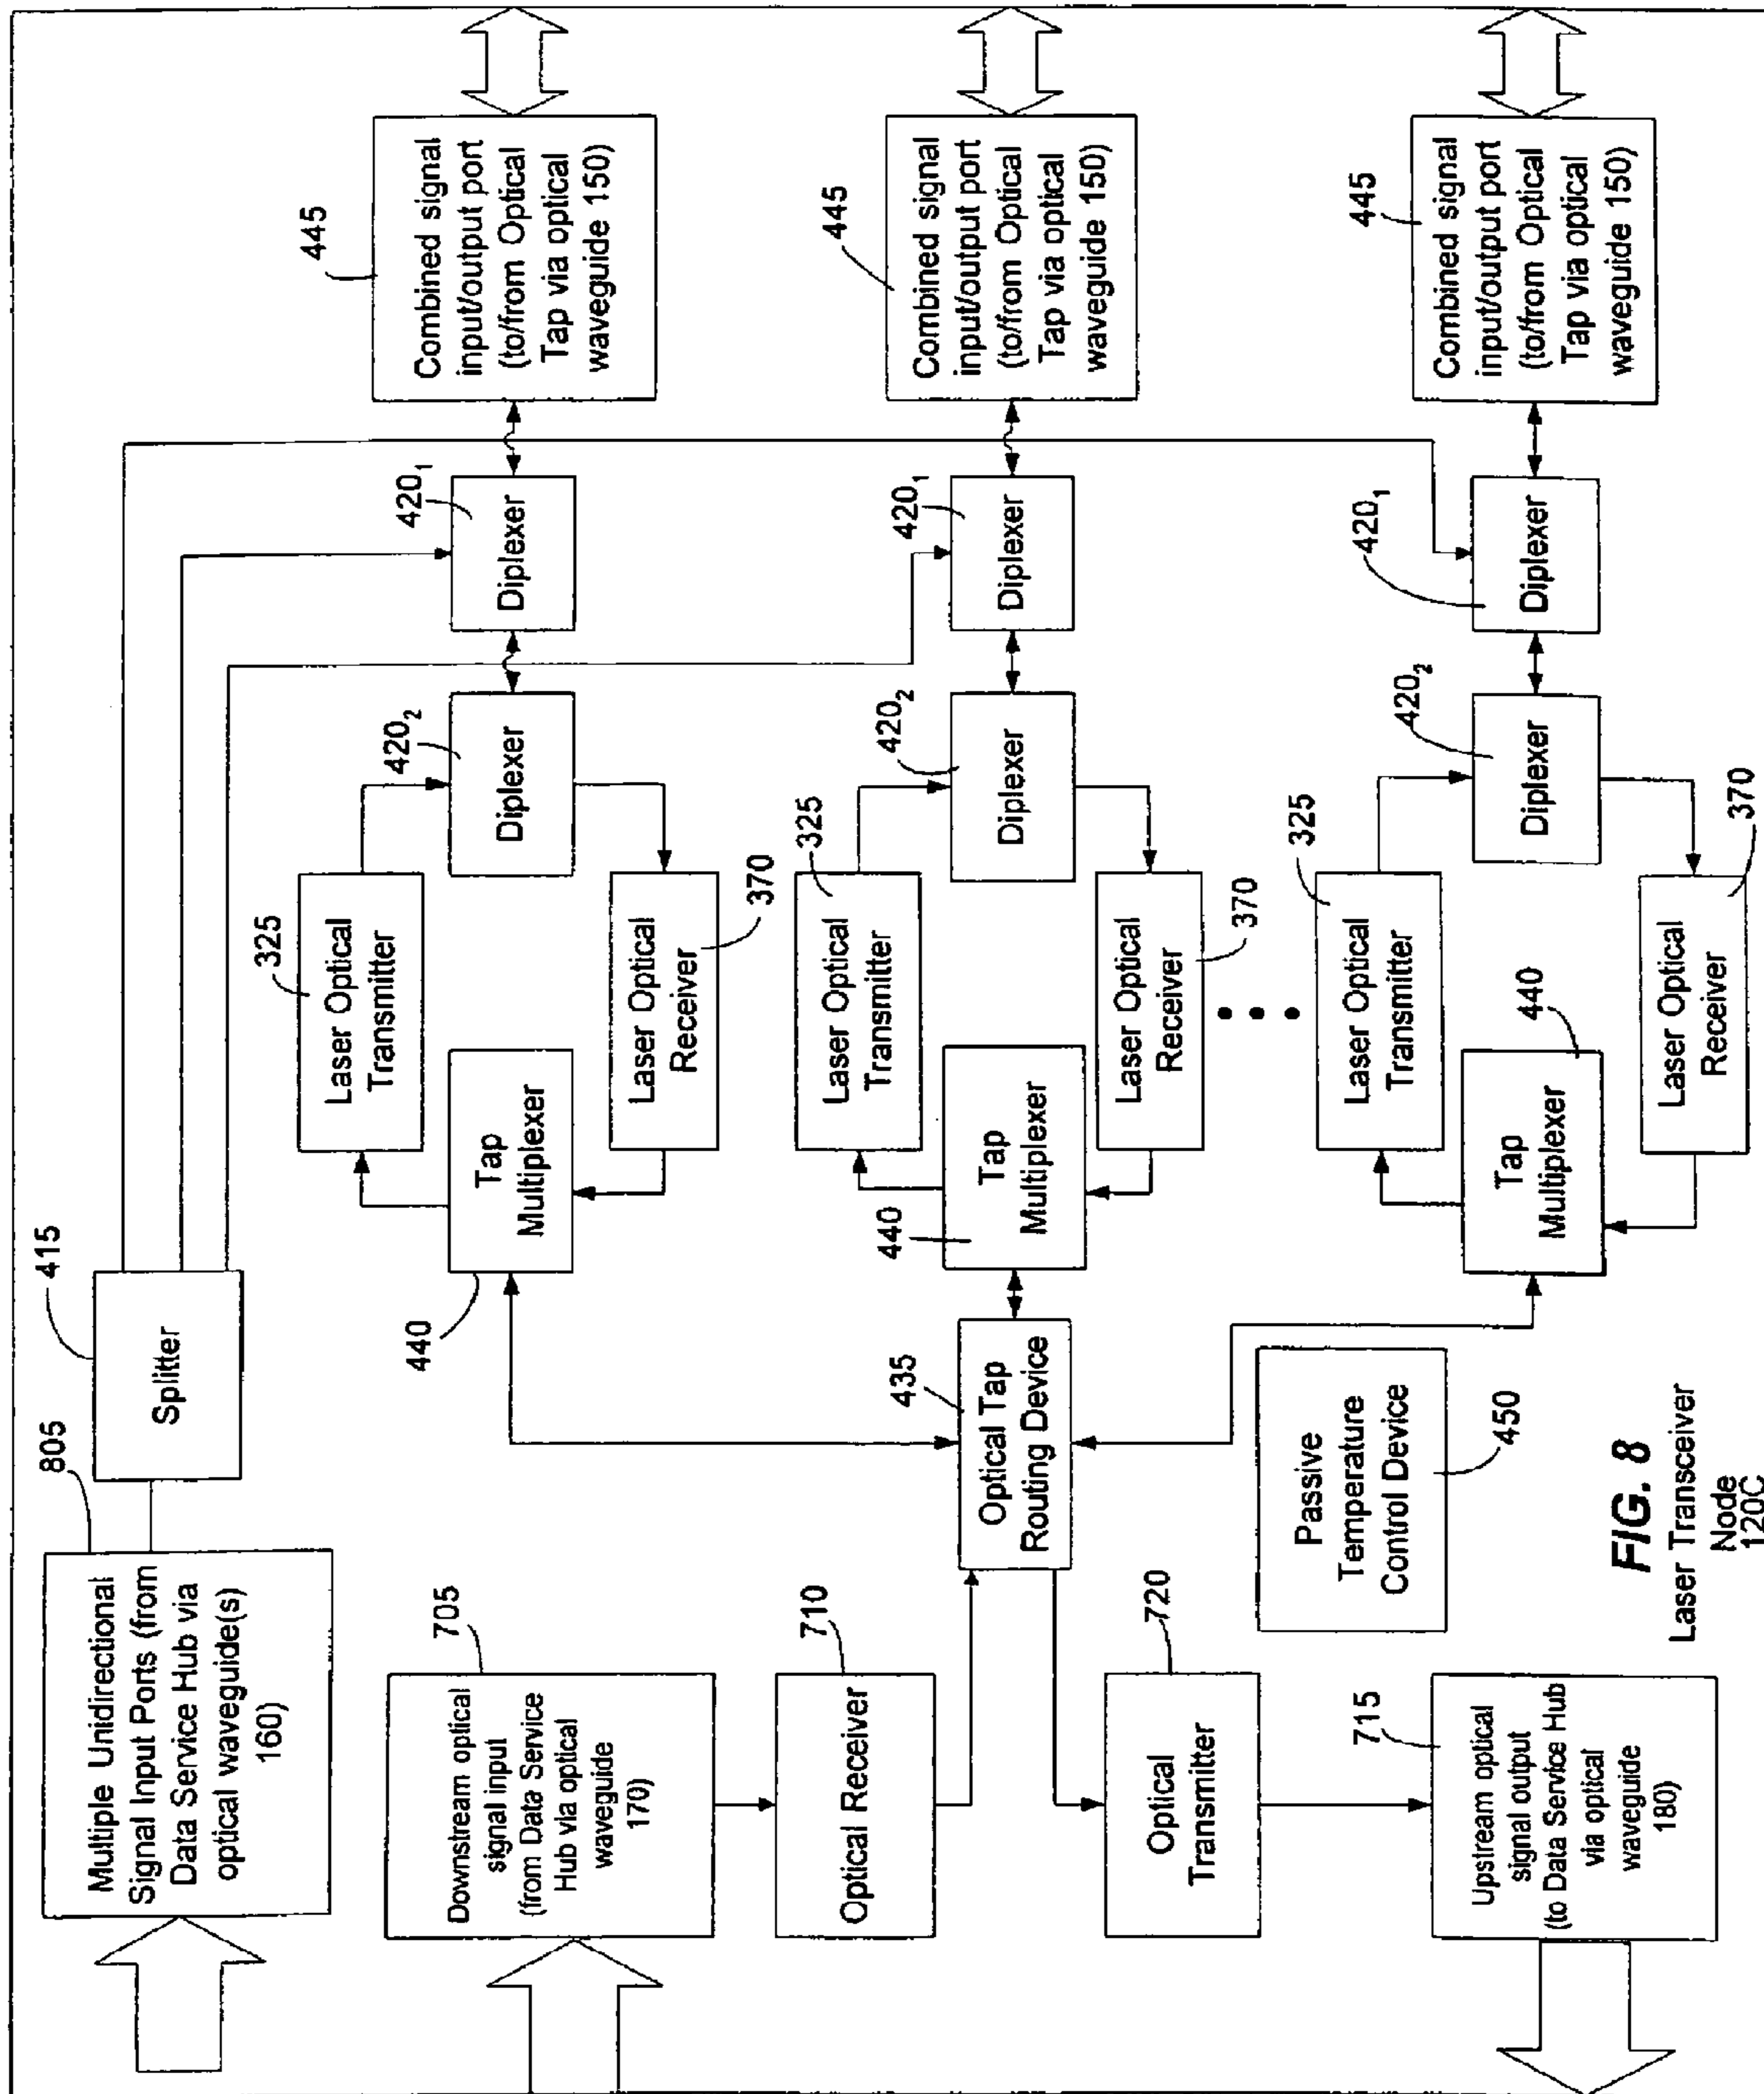 Multiple Unidirectional
Signal Input Ports (from
Data Service Hub via
optical waveguide(s)
160)
805
Splitter
415
Downstream optical
signal input
(from Data Service
Hub via optical
waveguide
170)
705
Optical Receiver
710
Optical
Transmitter
720
Upstream optical
signal output
(to Data Service Hub
via optical
waveguide
180)
715
Optical Tap
Routing Device
435
Passive
Temperature
Control Device
450
Tap
Multiplexer
440
Laser Optical
Transmitter
325
Laser Optical
Receiver
370
Diplexer
420₂
Diplexer
420₁
Combined signal
input/output port
(to/from Optical
Tap via optical
waveguide 150)
445
Tap
Multiplexer
440
Laser Optical
Transmitter
325
Laser Optical
Receiver
370
Diplexer
420₂
Diplexer
420₁
Combined signal
input/output port
(to/from Optical
Tap via optical
waveguide 150)
445
Tap
Multiplexer
440
Laser Optical
Transmitter
325
Laser Optical
Receiver
370
Diplexer
420₂
Diplexer
420₁
Combined signal
input/output port
(to/from Optical
Tap via optical
waveguide 150)
445
FIG. 8
Laser Transceiver
Node
120C